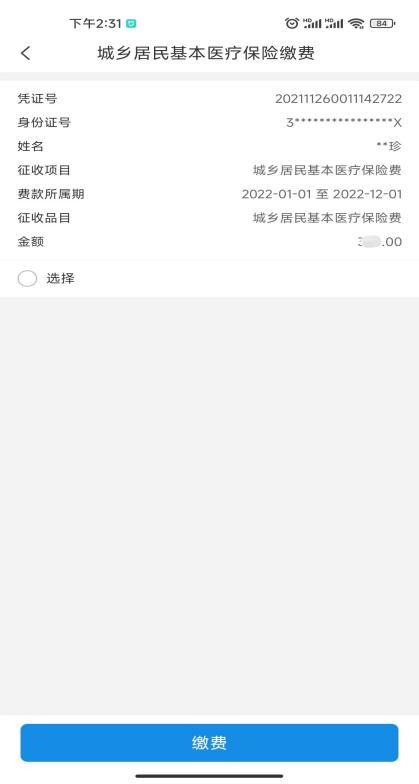 下午2:31
HD HD 84
城乡居民基本医疗保险缴费
凭证号 202111260011142722
身份证号 3****************X
姓名 **珍
征收项目 城乡居民基本医疗保险费
费款所属期 2022-01-01 至 2022-12-01
征收品目 城乡居民基本医疗保险费
金额 .00
选择
缴费